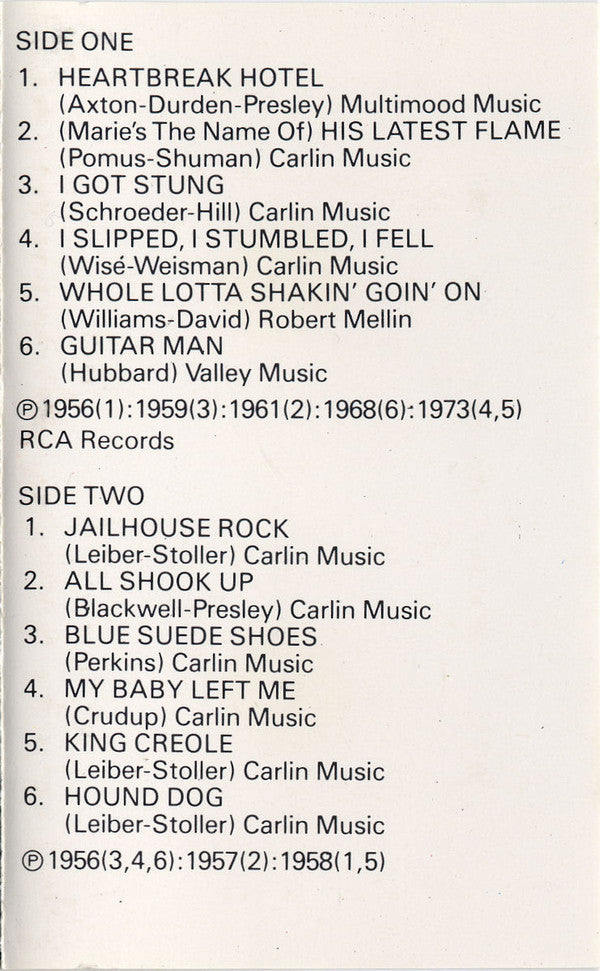 SIDE ONE
1. HEARTBREAK HOTEL
(Axton-Durden-Presley) Multimood Music
2. (Marie's The Name Of) HIS LATEST FLAME
(Pomus-Shuman) Carlin Music
3. I GOT STUNG
(Schroeder-Hill) Carlin Music
4. I SLIPPED, I STUMBLED, I FELL
(Wisé-Weisman) Carlin Music
5. WHOLE LOTTA SHAKIN' GOIN' ON
(Williams-David) Robert Mellin
6. GUITAR MAN
(Hubbard) Valley Music
℗ 1956(1):1959(3):1961(2):1968(6):1973(4,5)
RCA Records
SIDE TWO
1. JAILHOUSE ROCK
(Leiber-Stoller) Carlin Music
2. ALL SHOOK UP
(Blackwell-Presley) Carlin Music
3. BLUE SUEDE SHOES
(Perkins) Carlin Music
4. MY BABY LEFT ME
(Crudup) Carlin Music
5. KING CREOLE
(Leiber-Stoller) Carlin Music
6. HOUND DOG
(Leiber-Stoller) Carlin Music
℗ 1956(3,4,6):1957(2):1958(1,5)